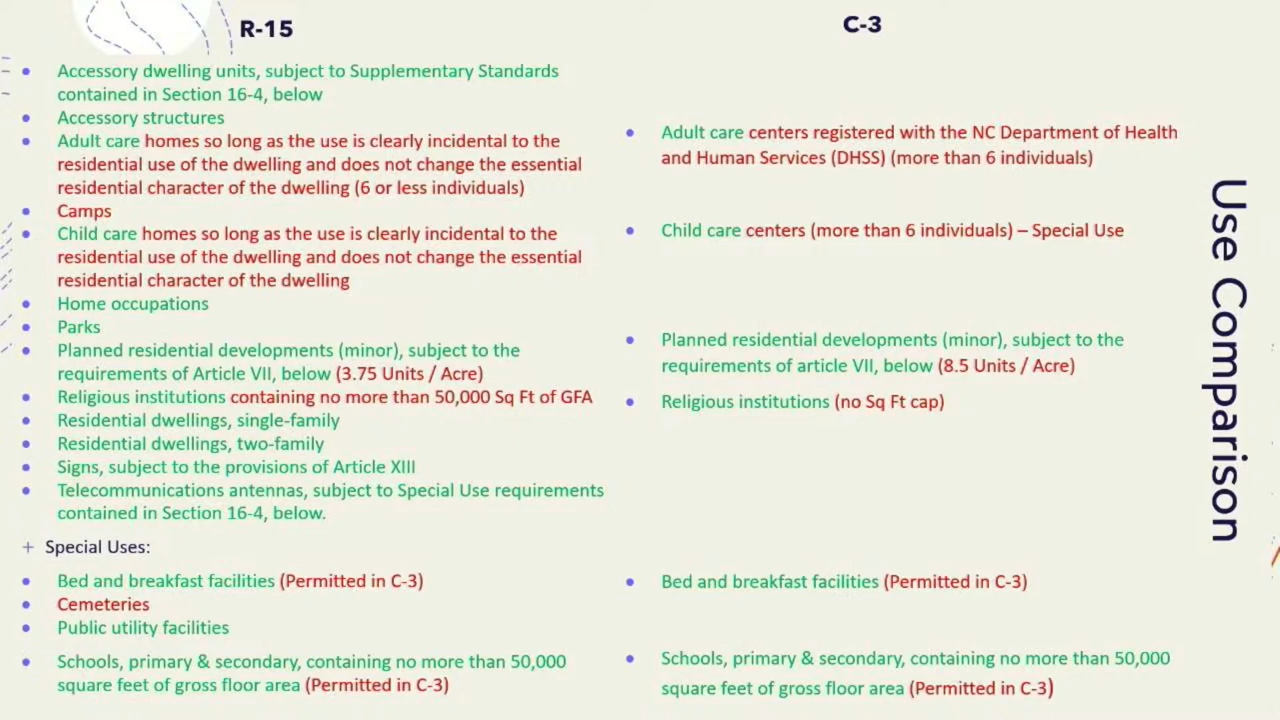 R-15
Accessory dwelling units, subject to Supplementary Standards
contained in Section 16-4, below
Accessory structures
Adult care homes so long as the use is clearly incidental to the
residential use of the dwelling and does not change the essential
residential character of the dwelling (6 or less individuals)
Camps
Child care homes so long as the use is clearly incidental to the
residential use of the dwelling and does not change the essential
residential character of the dwelling
Home occupations
Parks
Planned residential developments (minor), subject to the
requirements of Article VII, below (3.75 Units / Acre)
Religious institutions containing no more than 50,000 Sq Ft of GFA
Residential dwellings, single-family
Residential dwellings, two-family
Signs, subject to the provisions of Article XIII
Telecommunications antennas, subject to Special Use requirements
contained in Section 16-4, below.
+ Special Uses:
Bed and breakfast facilities (Permitted in C-3)
Cemeteries
Public utility facilities
Schools, primary & secondary, containing no more than 50,000
square feet of gross floor area (Permitted in C-3)
C-3
Adult care centers registered with the NC Department of Health
and Human Services (DHSS) (more than 6 individuals)
Child care centers (more than 6 individuals) – Special Use
Planned residential developments (minor), subject to the
requirements of article VII, below (8.5 Units / Acre)
Religious institutions (no Sq Ft cap)
Bed and breakfast facilities (Permitted in C-3)
Schools, primary & secondary, containing no more than 50,000
square feet of gross floor area (Permitted in C-3)
Use Comparison